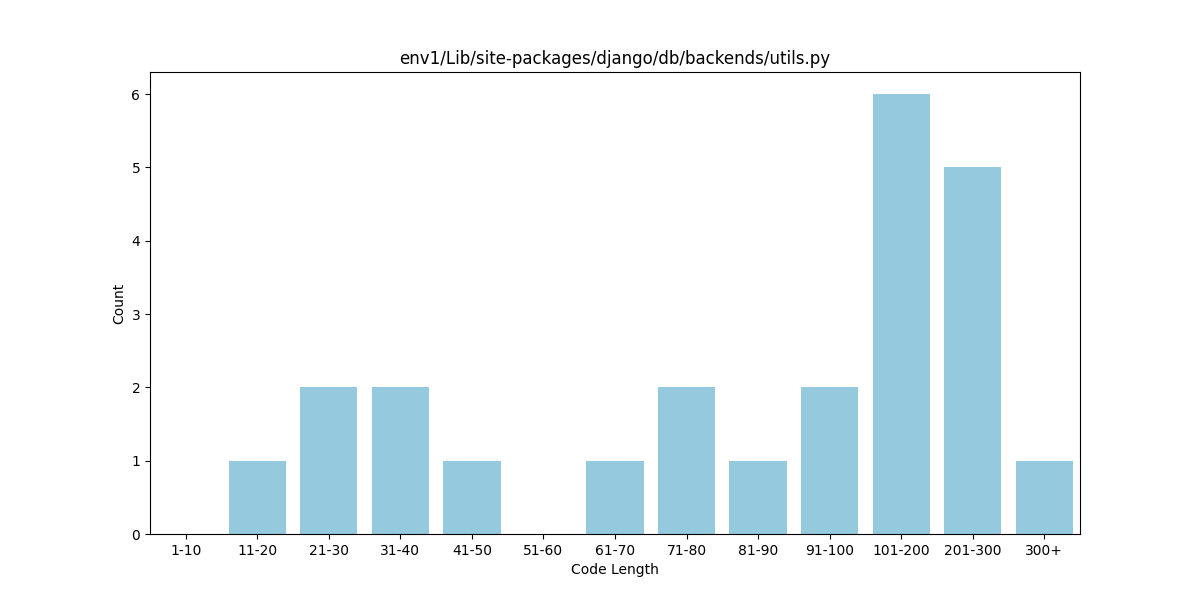 env1/Lib/site-packages/django/db/backends/utils.py
6
5
4
3
2
1
0
Count
1-10 11-20 21-30 31-40 41-50 51-60 61-70 71-80 81-90 91-100 101-200 201-300 300+
Code Length